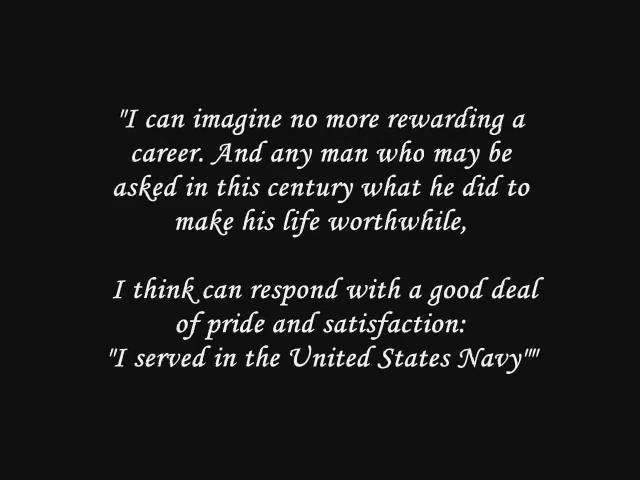 "I can imagine no more rewarding a
career. And any man who may be
asked in this century what he did to
make his life worthwhile,
I think can respond with a good deal
of pride and satisfaction:
"I served in the United States Navy""